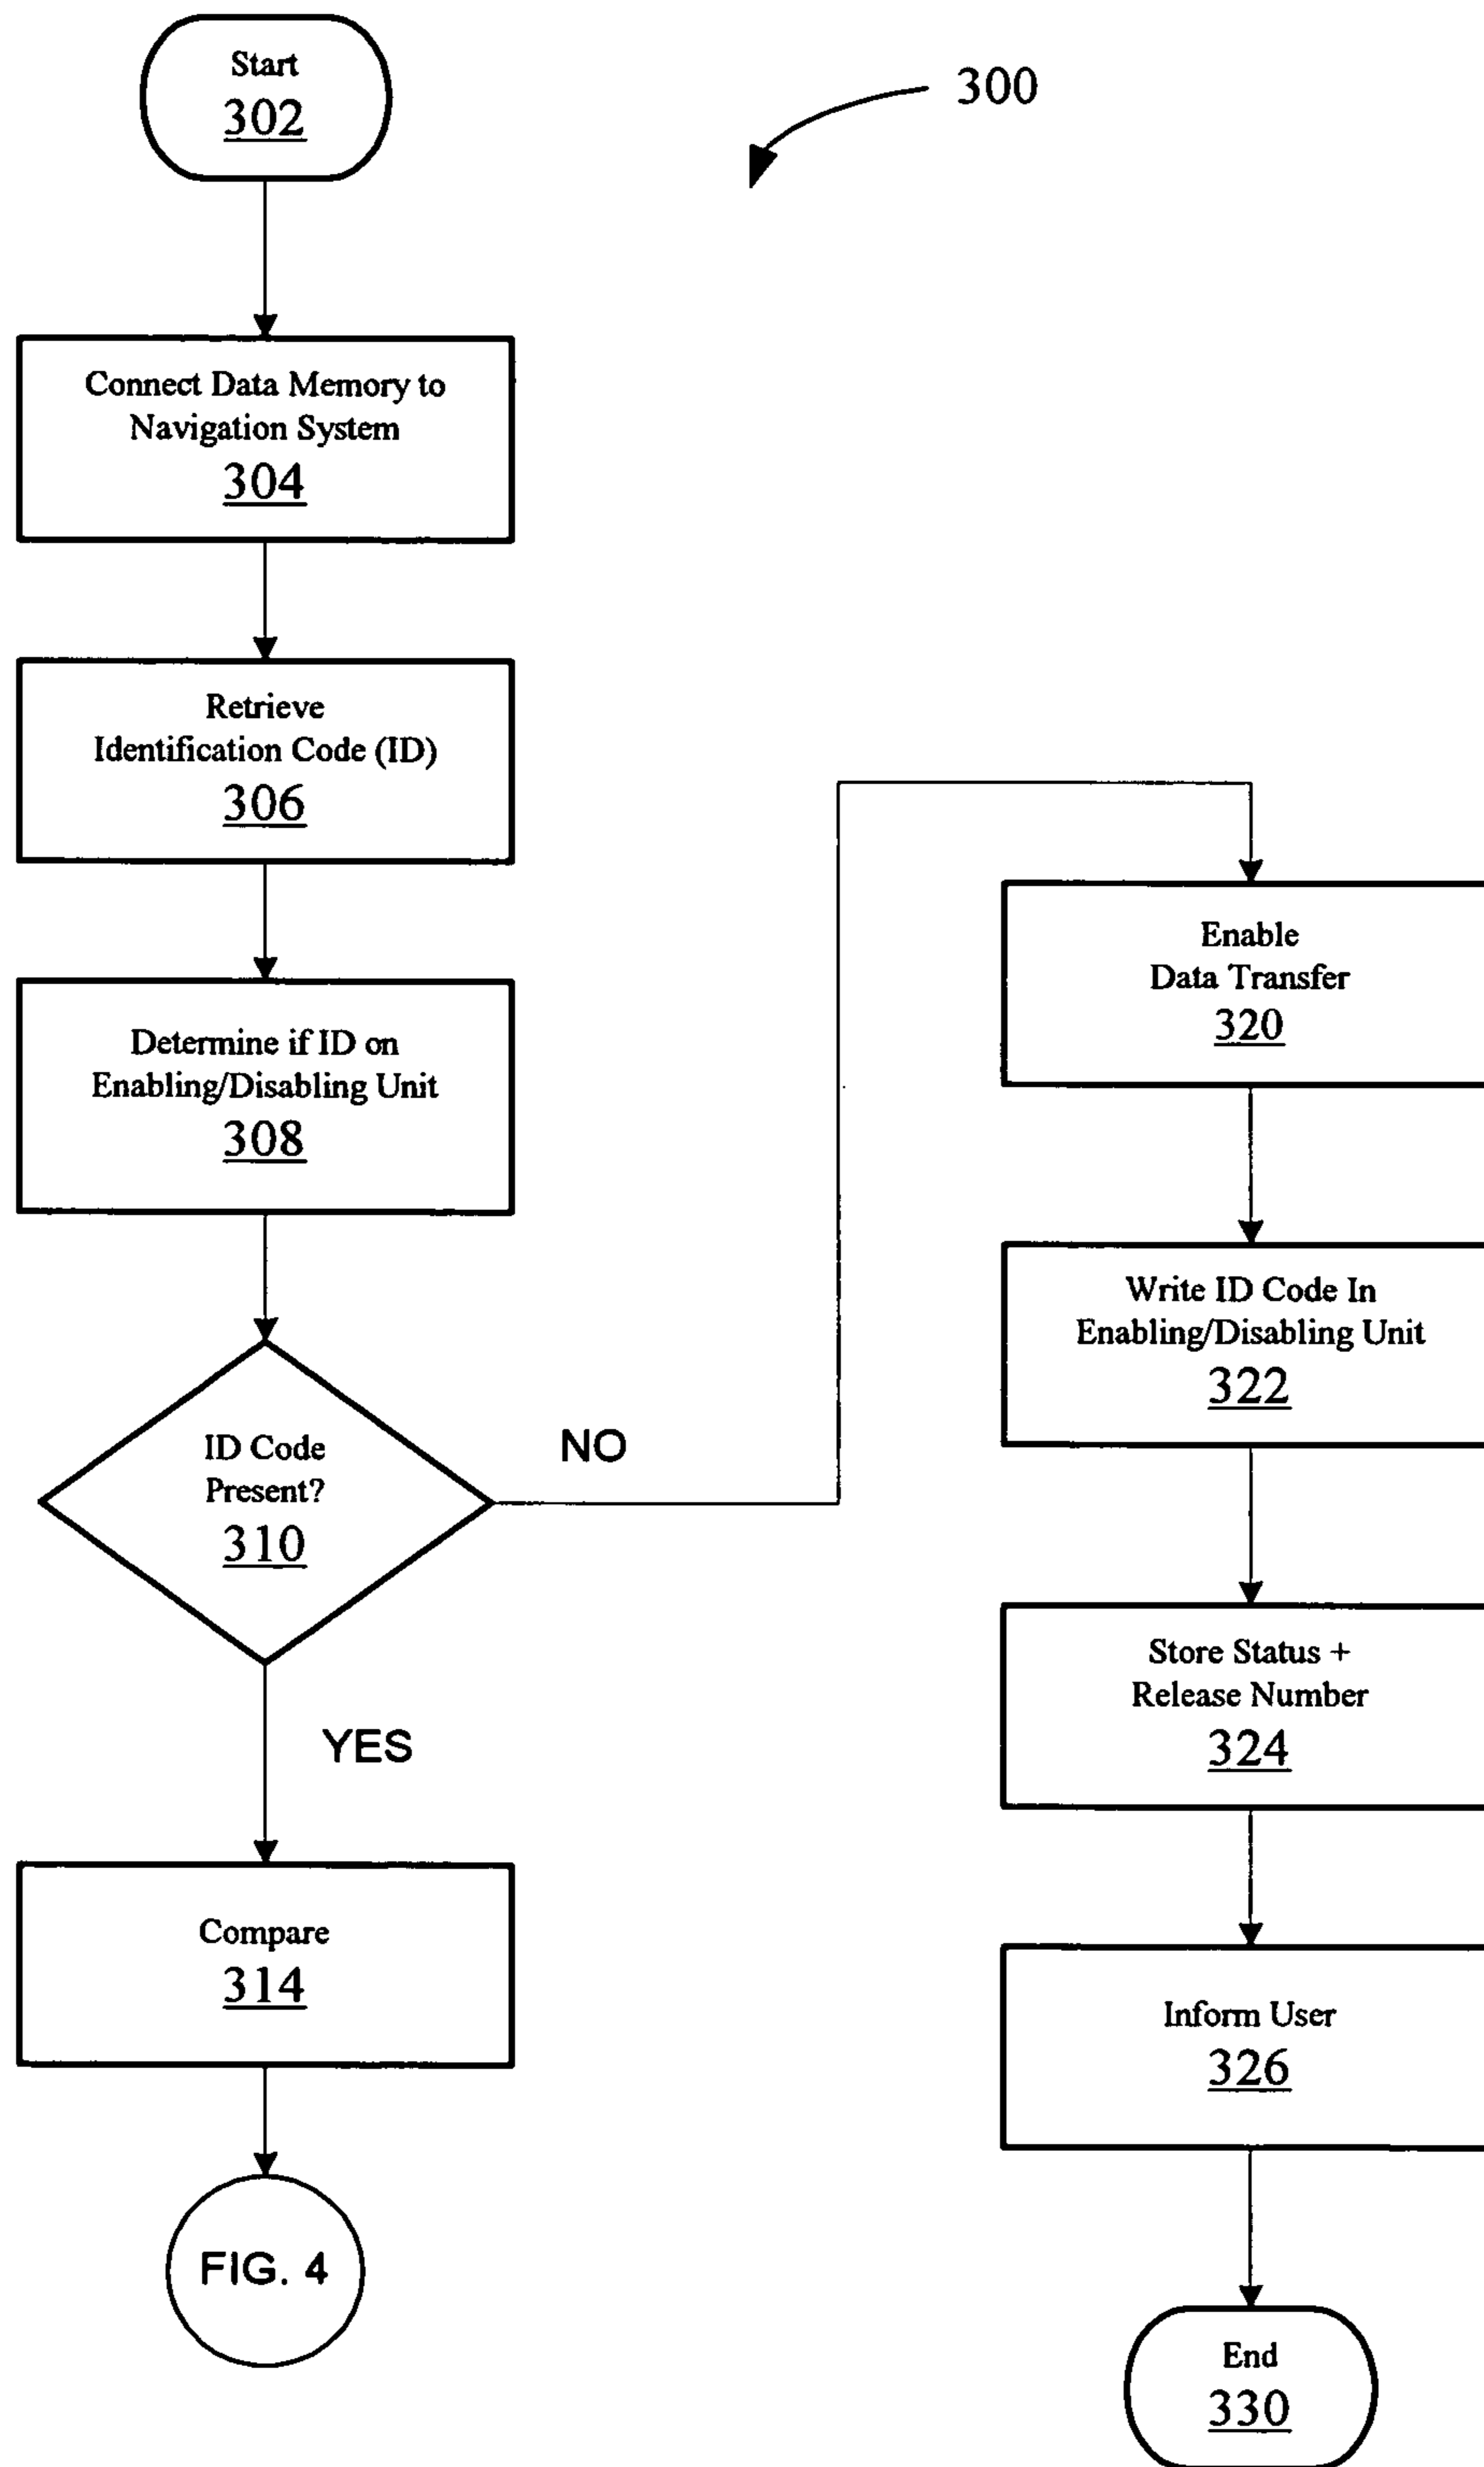 Start
302
300
Connect Data Memory to
Navigation System
304
Retrieve
Identification Code (ID)
306
Determine if ID on
Enabling/Disabling Unit
308
ID Code
Present?
310
NO
YES
Compare
314
FIG. 4
Enable
Data Transfer
320
Write ID Code In
Enabling/Disabling Unit
322
Store Status +
Release Number
324
Inform User
326
End
330